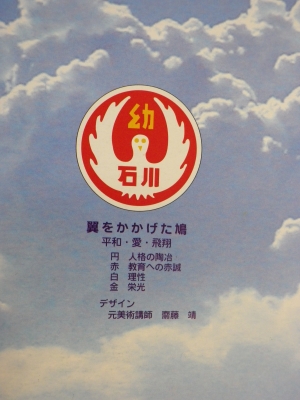 幼
石川
翼をかかげた鳩
平和・愛・飛翔
円　人格の陶冶
赤　教育への赤誠
白　理性
金　栄光
デザイン
元美術講師　齋藤　靖